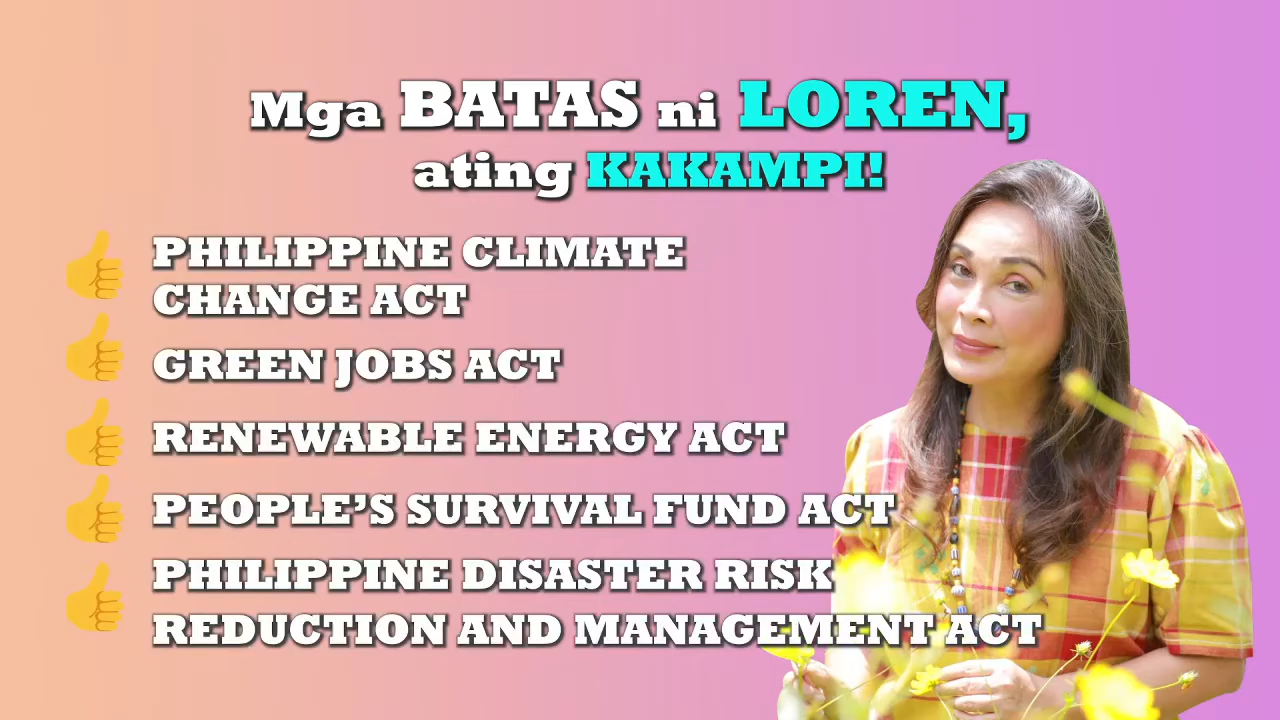 Mga BATAS ni LOREN,
ating KAKAMPI!
PHILIPPINE CLIMATE
CHANGE ACT
GREEN JOBS ACT
RENEWABLE ENERGY ACT
PEOPLE’S SURVIVAL FUND ACT
PHILIPPINE DISASTER RISK
REDUCTION AND MANAGEMENT ACT